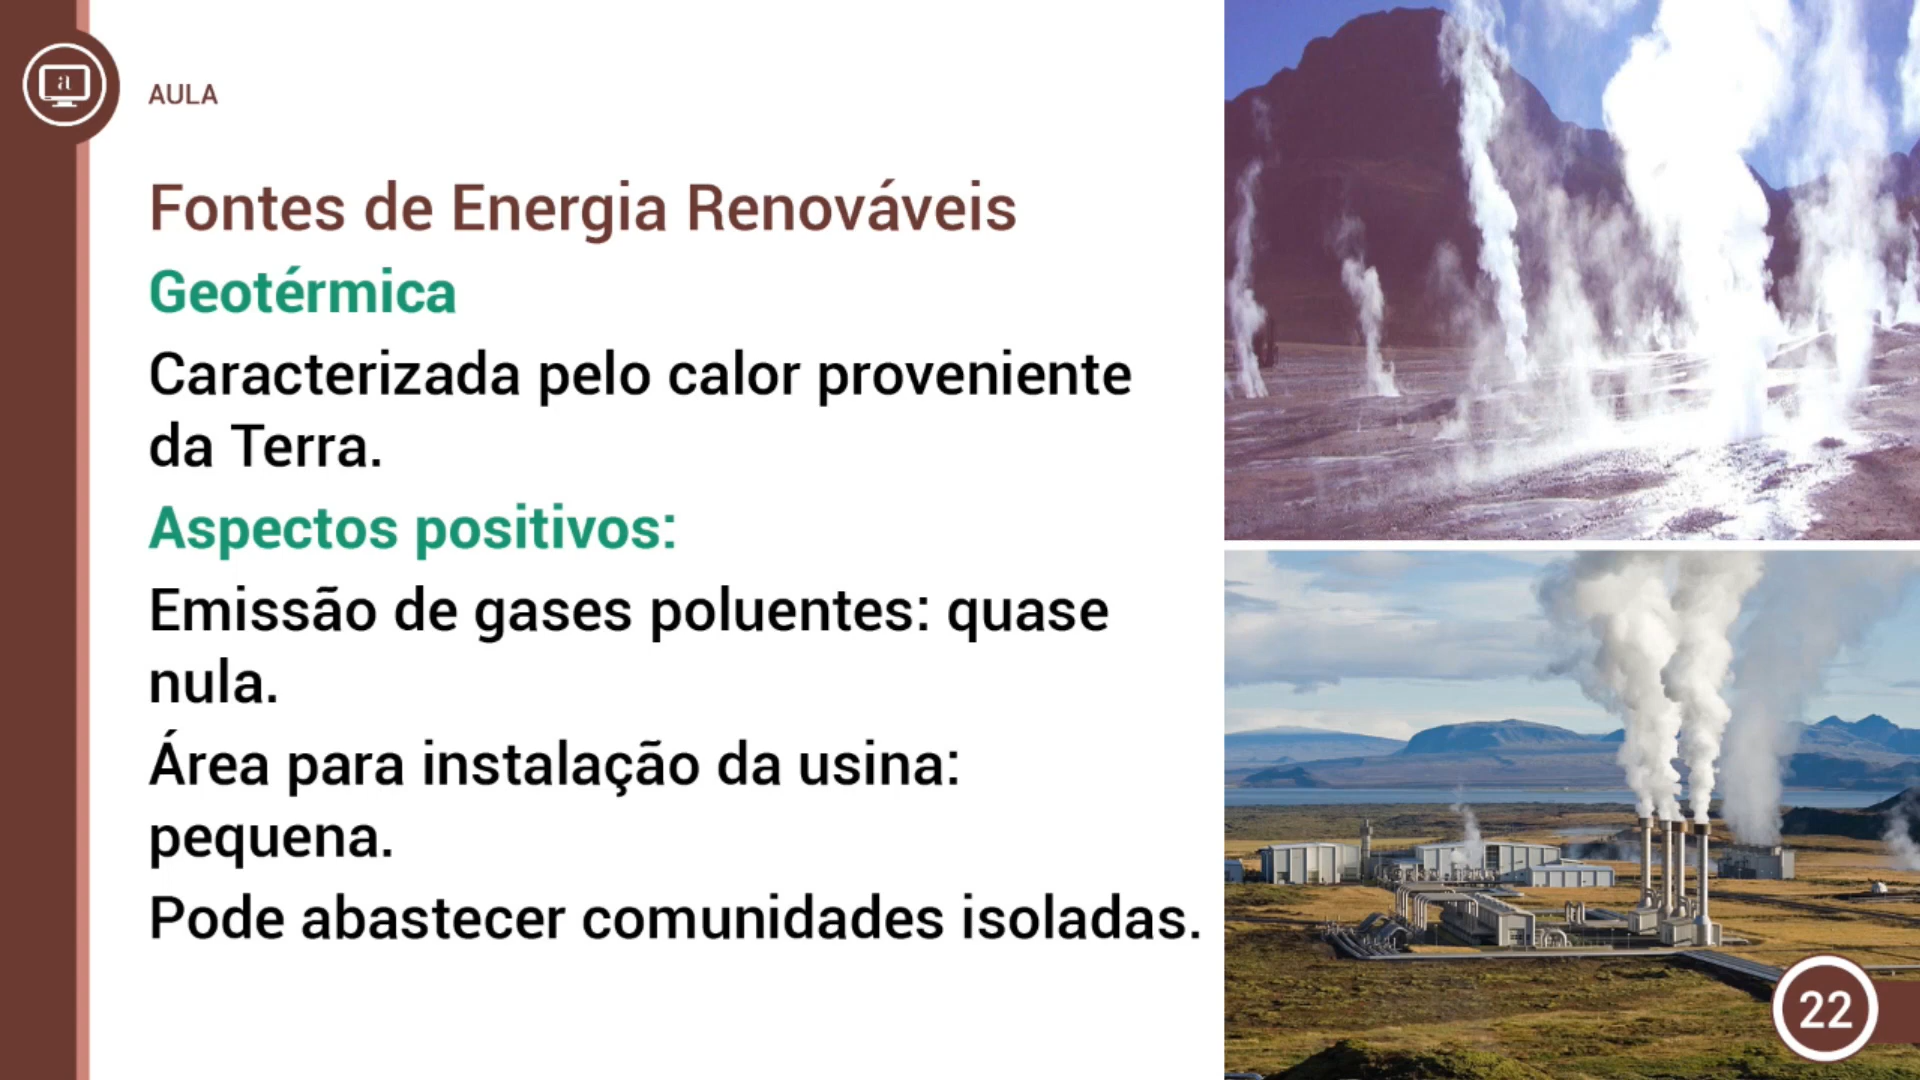 a
AULA
Fontes de Energia Renováveis
Geotérmica
Caracterizada pelo calor proveniente
da Terra.
Aspectos positivos:
Emissão de gases poluentes: quase
nula.
Área para instalação da usina:
pequena.
Pode abastecer comunidades isoladas.
22